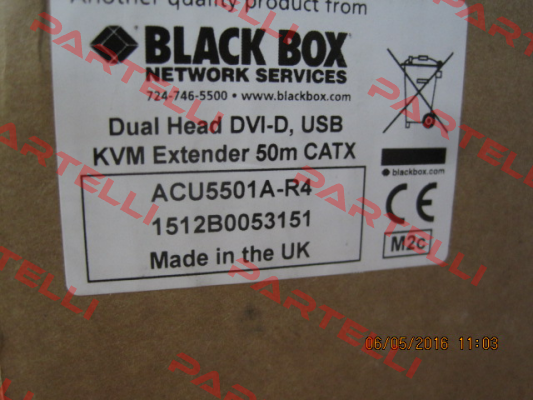 Another quality product from
BLACK BOX
NETWORK SERVICES
724-746-5500 • www.blackbox.com
Dual Head DVI-D, USB
KVM Extender 50m CATX
blackbox.com
ACU5501A-R4
1512B0053151
Made in the UK
CE
M2c
06/05/2016 11:03
PARTELLI
PARTELLI
PARTELLI
PARTELLI
PARTELLI